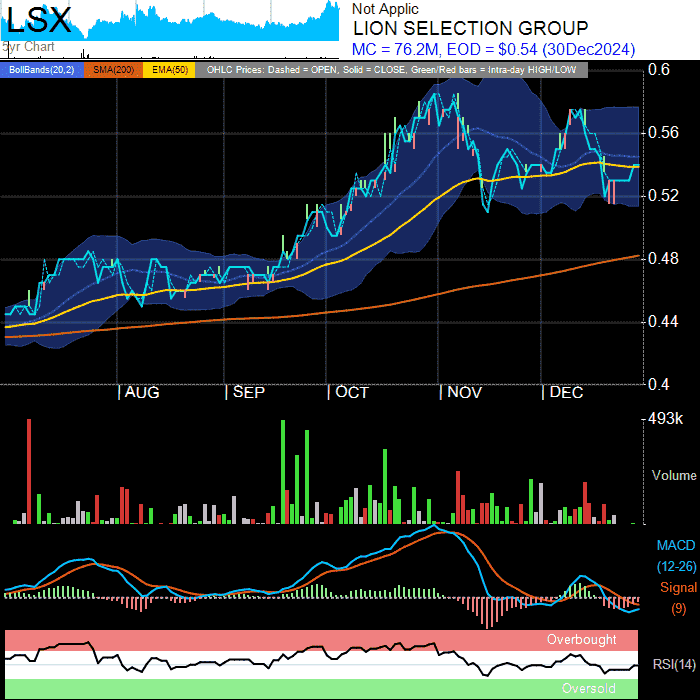 LSX
5yr Chart
Not Applic
LION SELECTION GROUP
MC = 76.2M, EOD = $0.54 (30Dec2024)
BollBands(20,2) SMA(200) EMA(50) OHLC Prices: Dashed = OPEN, Solid = CLOSE, Green/Red bars = Intra-day HIGH/LOW
0.6
0.56
0.52
0.48
0.44
0.4
AUG SEP OCT NOV DEC
493k
Volume
MACD
(12-26)
Signal
(9)
Overbought
RSI(14)
Oversold